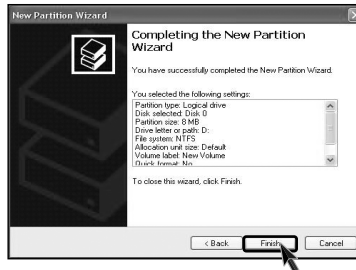 New Partition Wizard
Completing the New Partition
Wizard
You have successfully completed the New Partition Wizard.
You selected the following settings:
Partition type: Logical drive
Disk selected: Disk 0
Partition size: 8 MB
Drive letter or path: D:
File system: NTFS
Allocation unit size: Default
Volume label: New Volume
Quick format: No
To close this wizard, click Finish.
< Back
Finish
Cancel